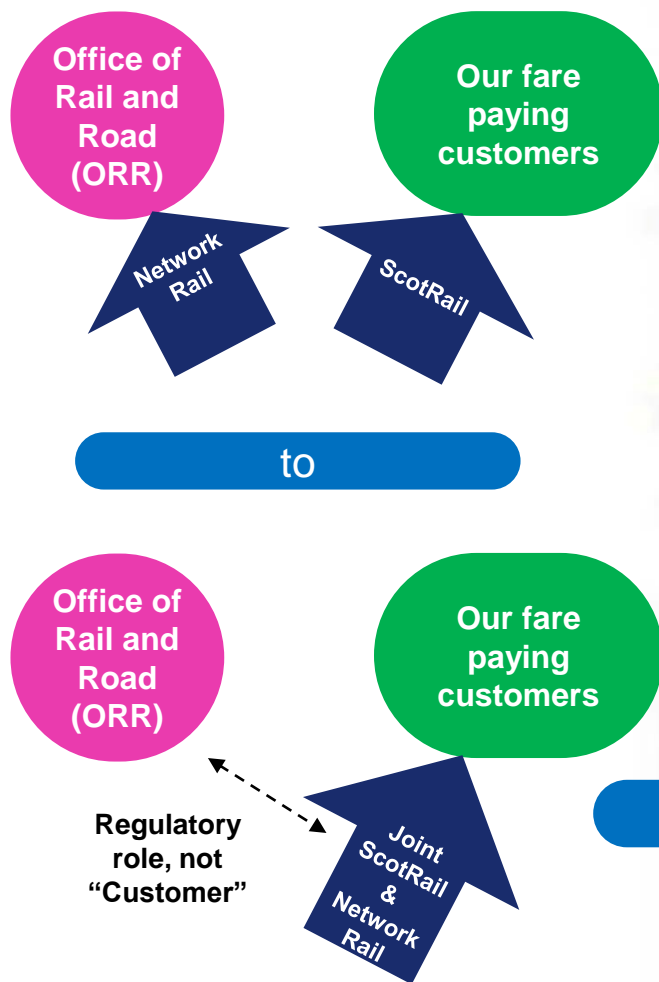 Office of
Rail and
Road
(ORR)
Our fare
paying
customers
Network
Rail
ScotRail
to
Office of
Rail and
Road
(ORR)
Our fare
paying
customers
Regulatory
role, not
“Customer”
Joint
ScotRail
&
Network
Rail